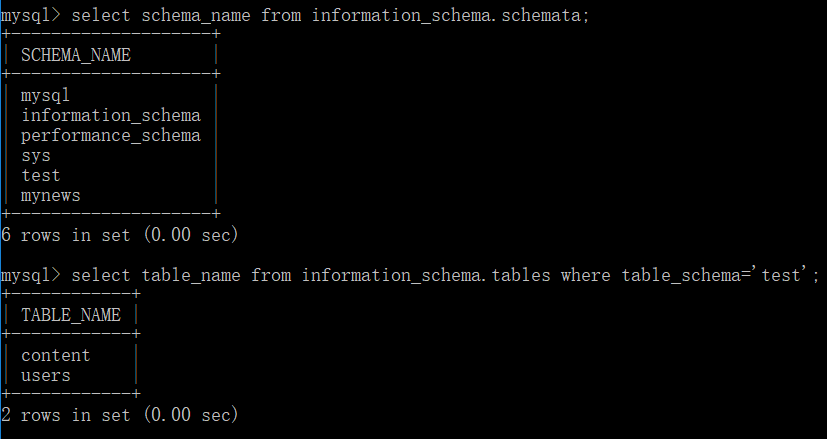 mysql> select schema_name from information_schema.schemata;
+--------------------+
| SCHEMA_NAME        |
+--------------------+
| mysql              |
| information_schema |
| performance_schema |
| sys                |
| test               |
| mynews             |
+--------------------+
6 rows in set (0.00 sec)
mysql> select table_name from information_schema.tables where table_schema='test';
+------------+
| TABLE_NAME |
+------------+
| content    |
| users      |
+------------+
2 rows in set (0.00 sec)